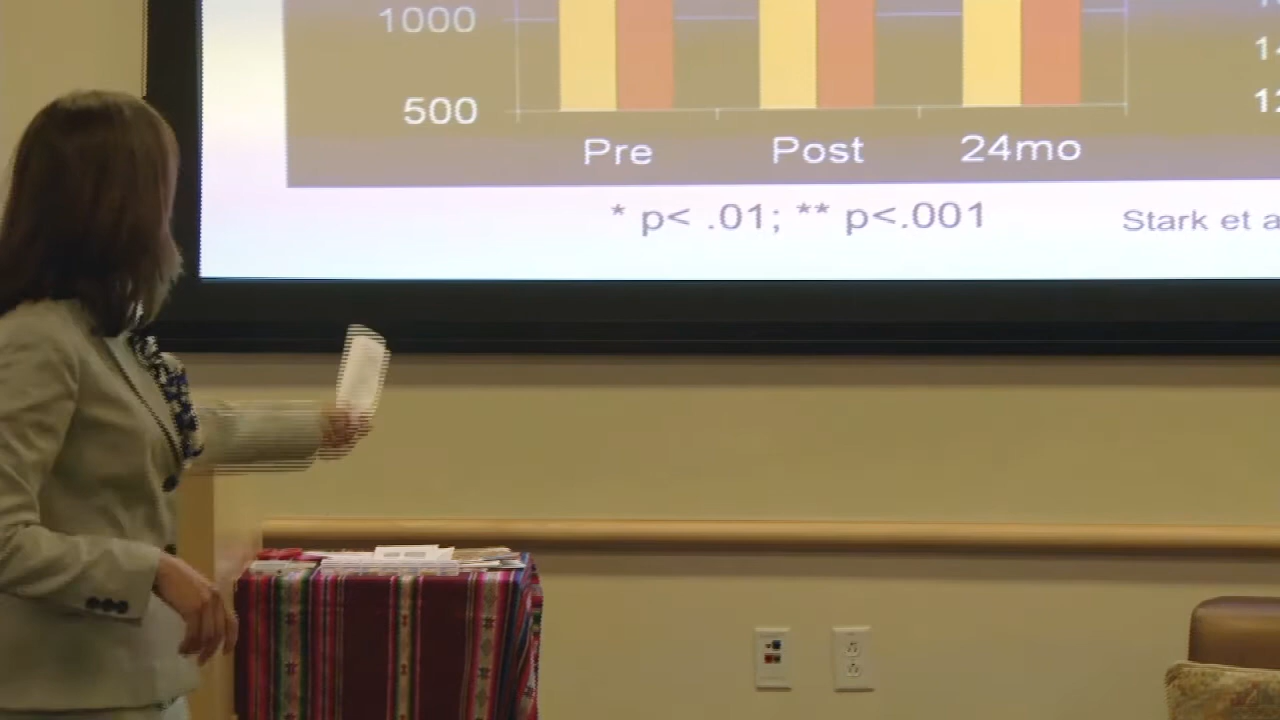 1000
500
Pre Post 24mo
* p< .01; ** p<.001
Stark et a